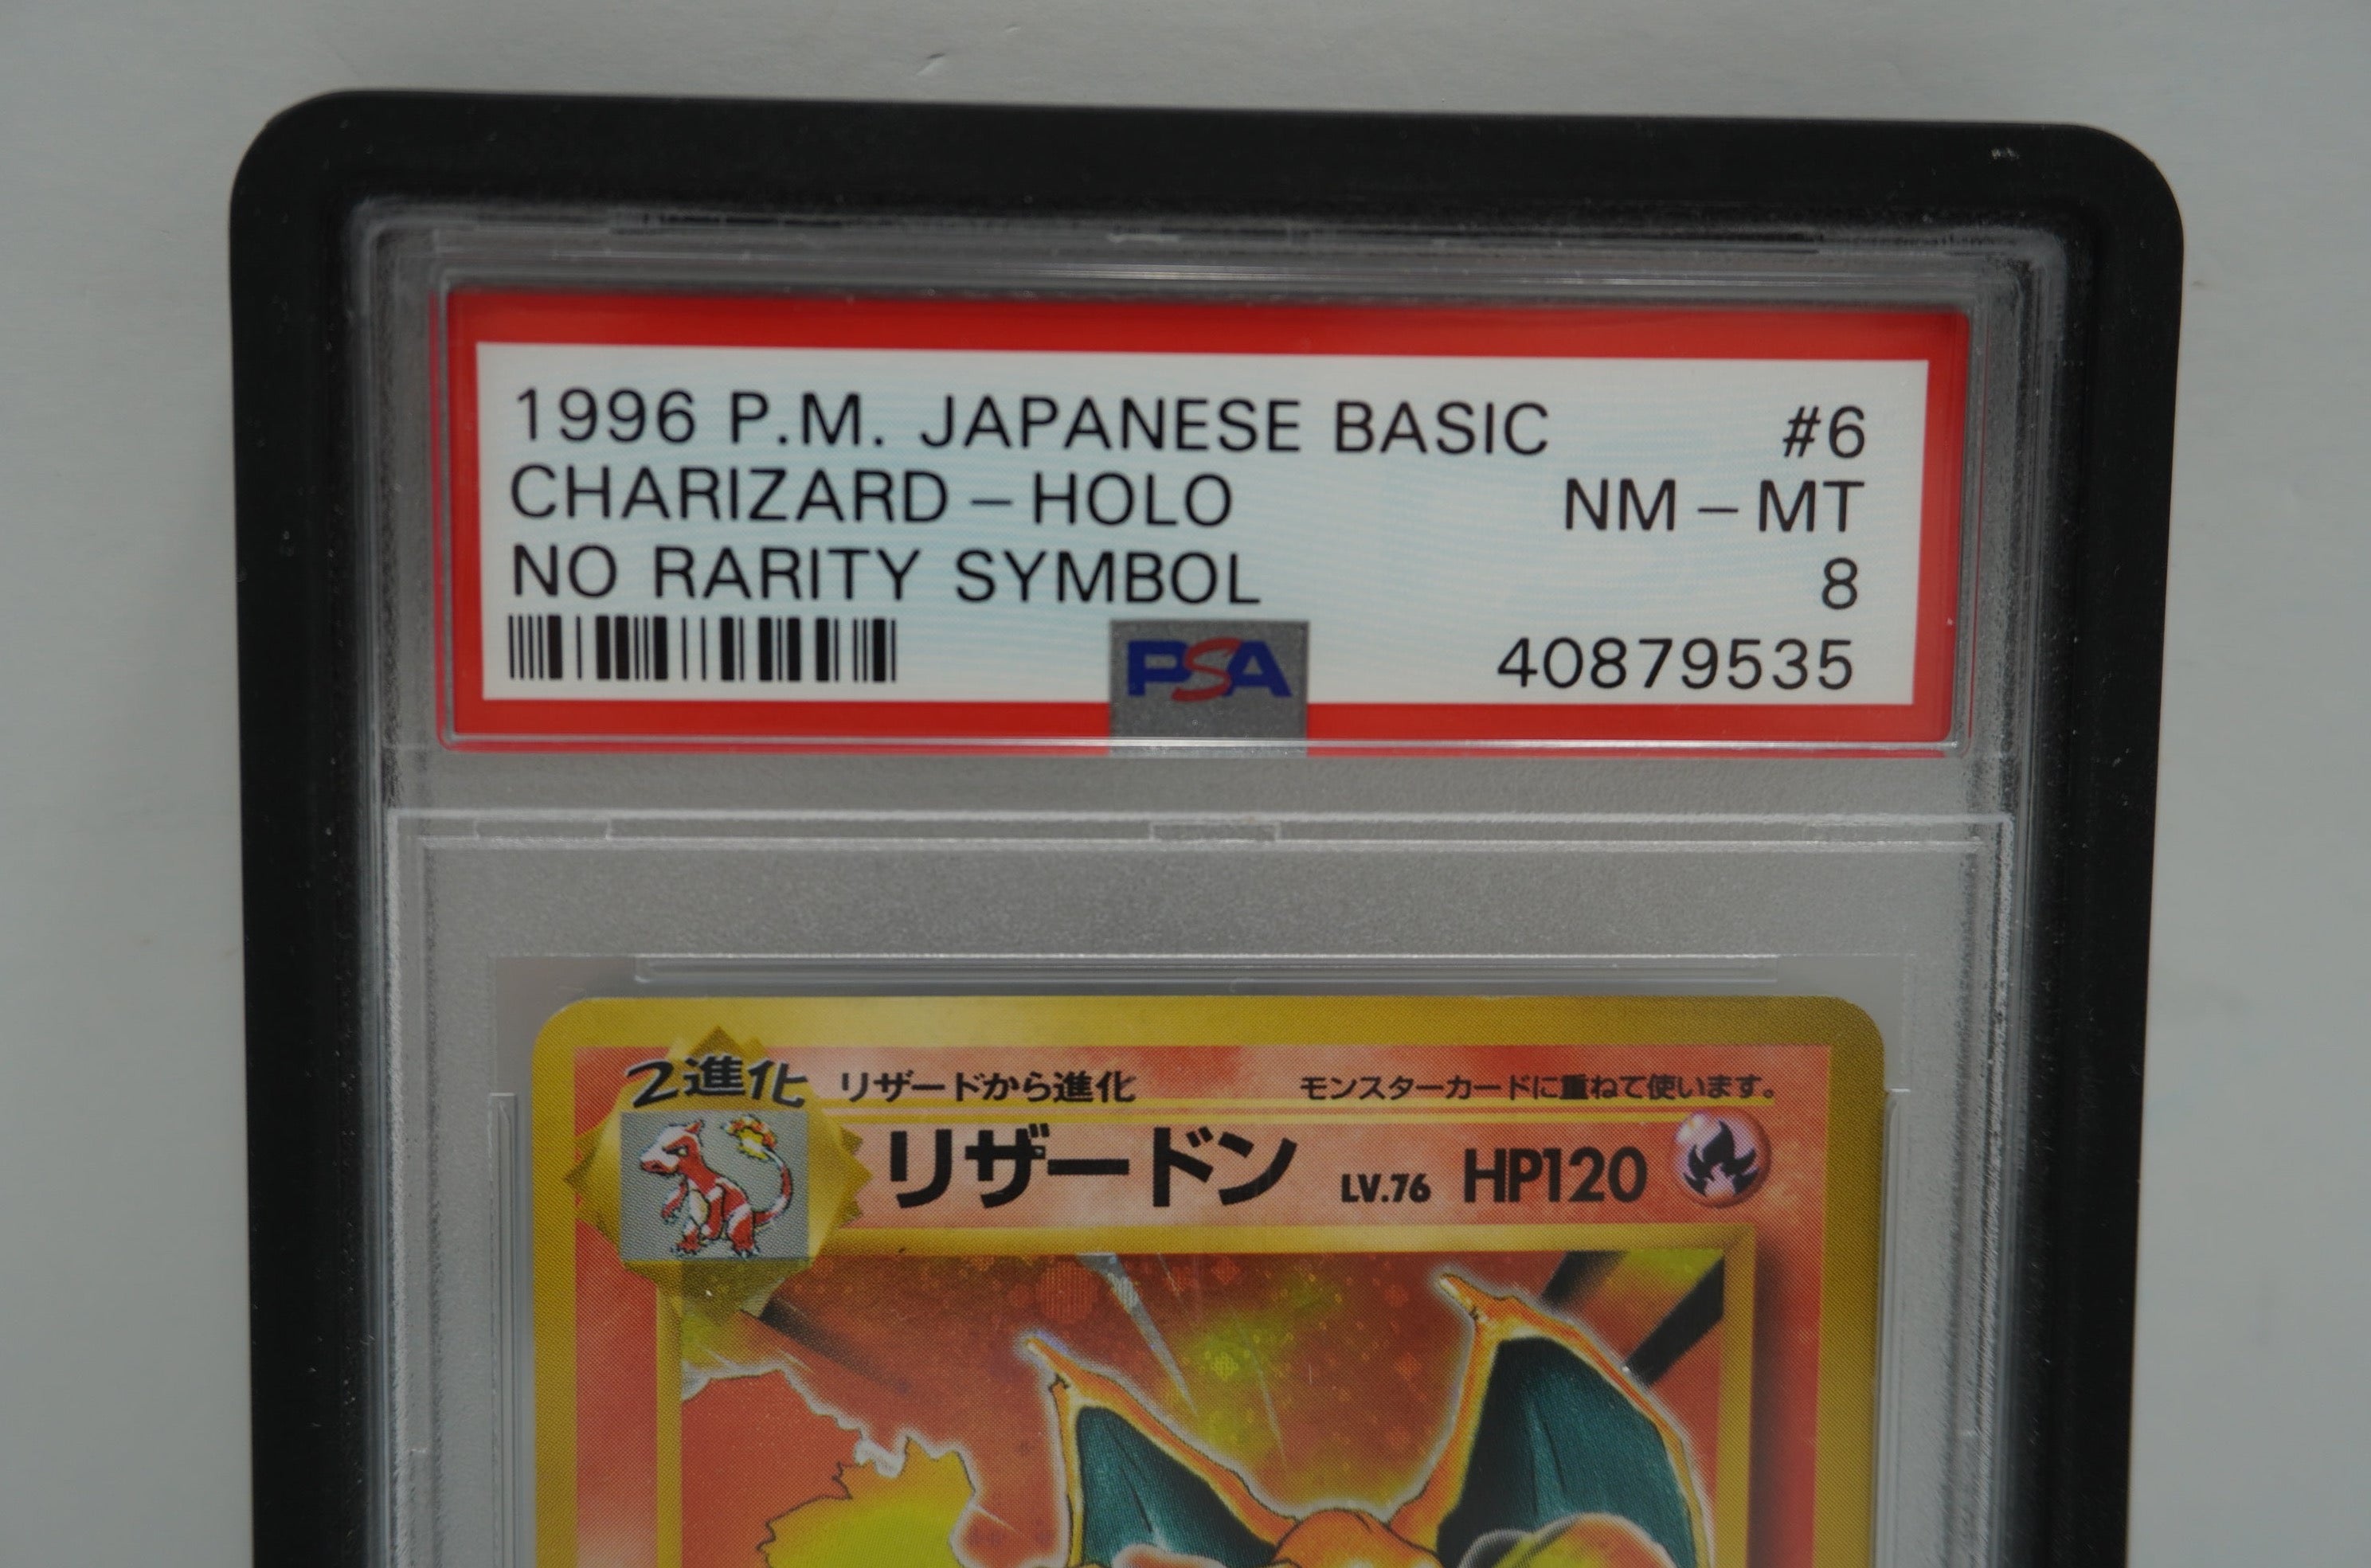 1996 P.M. JAPANESE BASIC #6
CHARIZARD - HOLO NM - MT
NO RARITY SYMBOL 8
PSA 40879535
2進化 リザードから進化 モンスターカードに重ねて使います。
リザードン LV.76 HP120